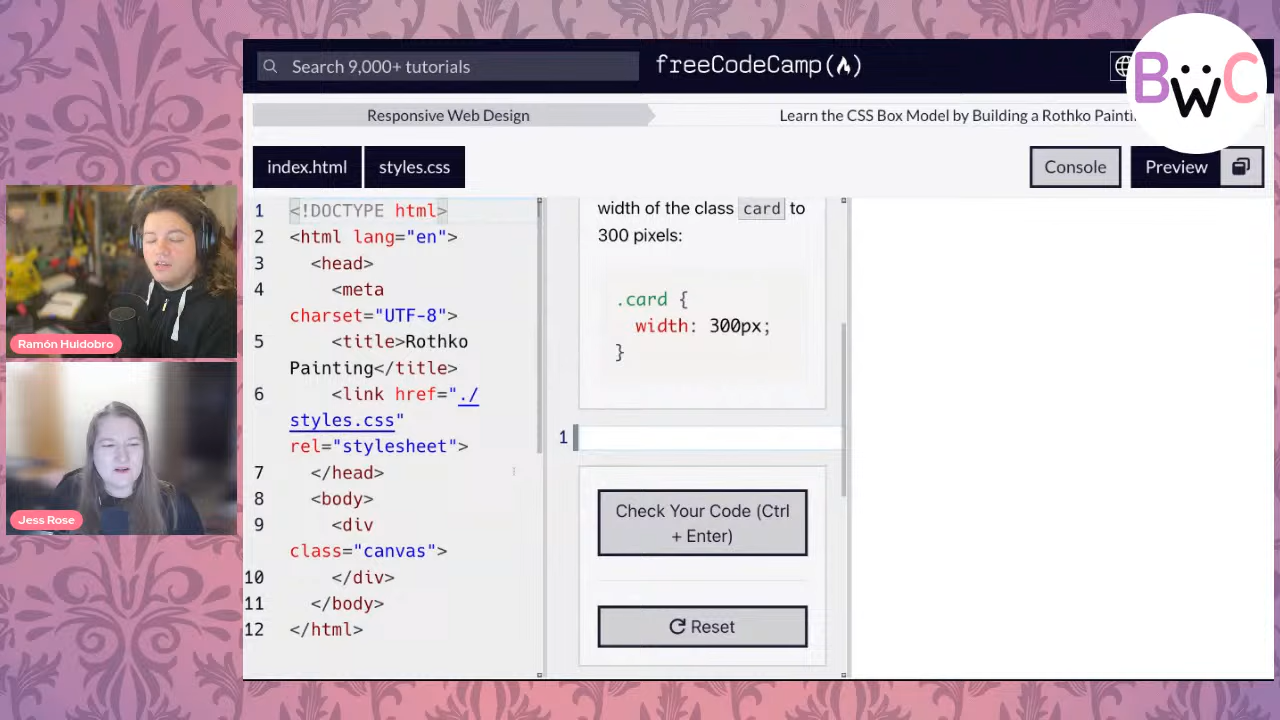 Search 9,000+ tutorials
freeCodeCamp
BWC
Responsive Web Design
Learn the CSS Box Model by Building a Rothko
index.html
styles.css
Console
Preview
1 <!DOCTYPE html>
2 <html lang="en">
3 <head>
4 <meta
charset="UTF-8">
5 <title>Rothko
Painting</title>
6 <link href="./
styles.css"
rel="stylesheet">
7 </head>
8 <body>
9 <div
class="canvas">
10 </div>
11 </body>
12 </html>
width of the class card to
300 pixels:
.card {
width: 300px;
}
1
Check Your Code (Ctrl
+ Enter)
Reset
Ramón Huidobro
Jess Rose